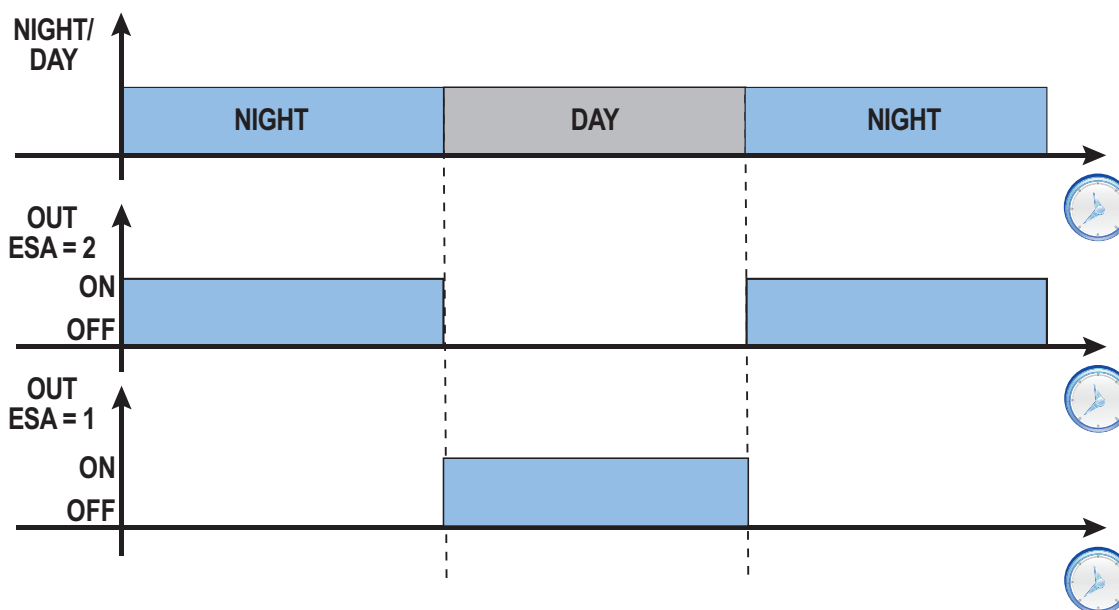 NIGHT/
DAY
NIGHT DAY NIGHT
OUT
ESA = 2
ON
OFF
OUT
ESA = 1
ON
OFF